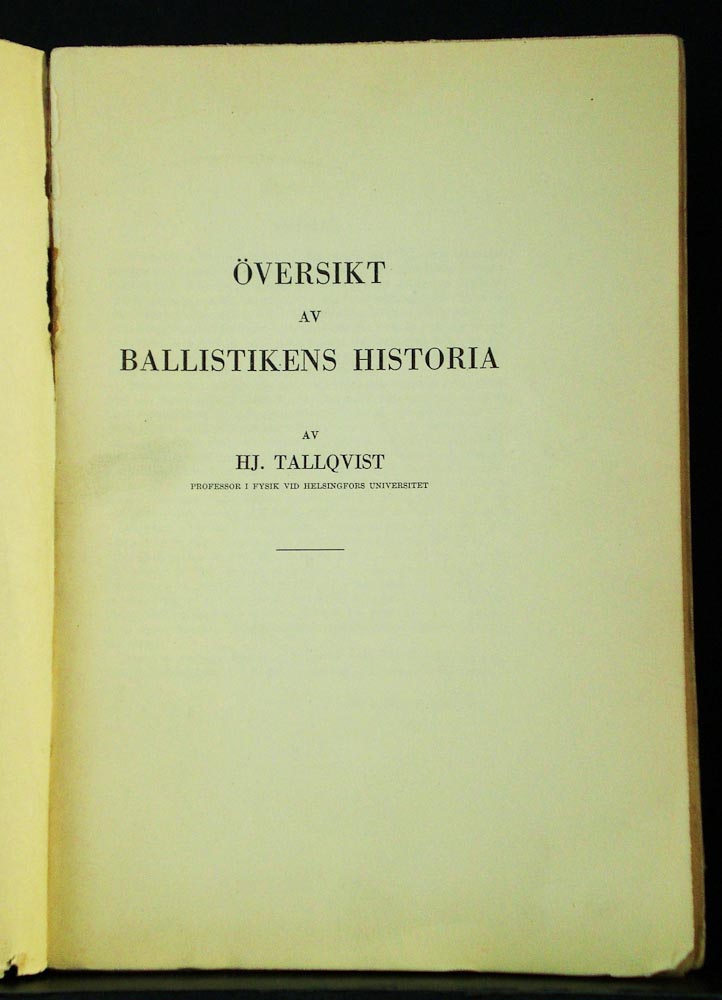 ÖVERSIKT
AV
BALLISTIKENS HISTORIA
AV
HJ. TALLQVIST
PROFESSOR I FYSIK VID HELSINGFORS UNIVERSITET